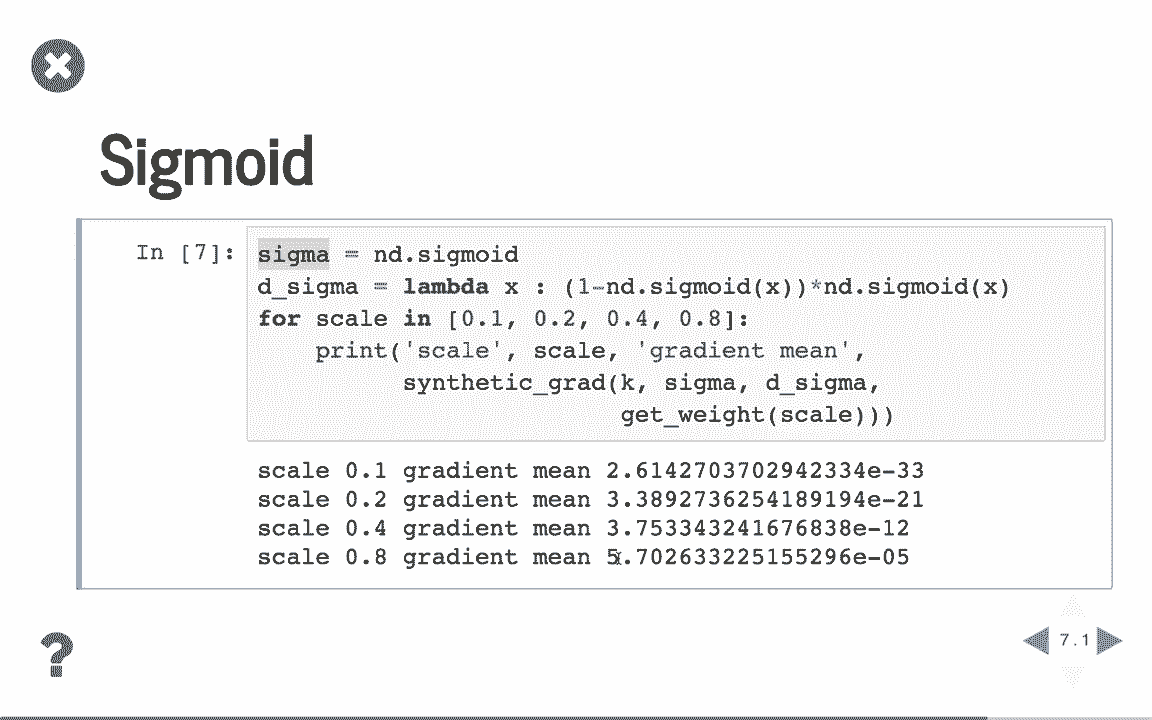 Sigmoid
In [7]: sigma = nd.sigmoid
d_sigma = lambda x : (1-nd.sigmoid(x))*nd.sigmoid(x)
for scale in [0.1, 0.2, 0.4, 0.8]:
    print('scale', scale, 'gradient mean',
          synthetic_grad(k, sigma, d_sigma,
                         get_weight(scale)))
scale 0.1 gradient mean 2.6142703702942334e-33
scale 0.2 gradient mean 3.3892736254189194e-21
scale 0.4 gradient mean 3.753343241676838e-12
scale 0.8 gradient mean 5.702633225155296e-05
?
7.1